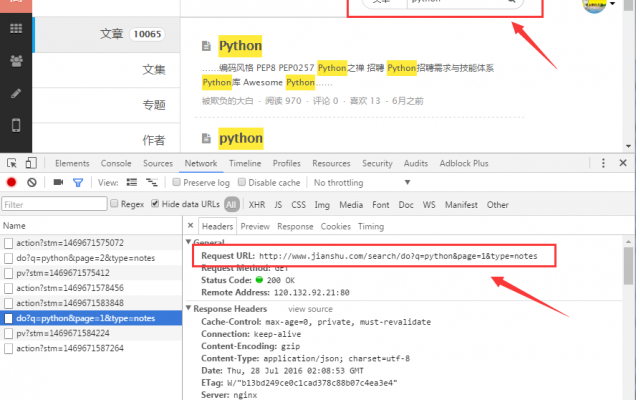 文章
python
文章 10065
Python
……编码风格 PEP8 PEP0257 Python之禅 招聘 Python招聘需求与技能体系
Python库 Awesome Python……
被欺负的大白 · 阅读 970 · 评论 0 · 喜欢 13 · 6月之前
文集
专题
python
作者
Elements Console Sources Network Timeline Profiles Resources Security Audits Adblock Plus
View: Preserve log Disable cache No throttling
Filter Regex Hide data URLs All XHR JS CSS Img Media Font Doc WS Manifest Other
Name
Headers Preview Response Cookies Timing
action?stm=1469671575072
do?q=python&page=2&type=notes
pv?stm=1469671575412
action?stm=1469671578456
action?stm=1469671583848
do?q=python&page=1&type=notes
pv?stm=1469671584224
action?stm=1469671587264
General
Request URL: http://www.jianshu.com/search/do?q=python&page=1&type=notes
Request Method: GET
Status Code: 200 OK
Remote Address: 120.132.92.21:80
Response Headers view source
Cache-Control: max-age=0, private, must-revalidate
Connection: keep-alive
Content-Encoding: gzip
Content-Type: application/json; charset=utf-8
Date: Thu, 28 Jul 2016 02:08:53 GMT
ETag: W/"b13bd249ce0c1cad378c88b07c4ea3e4"
Server: nginx